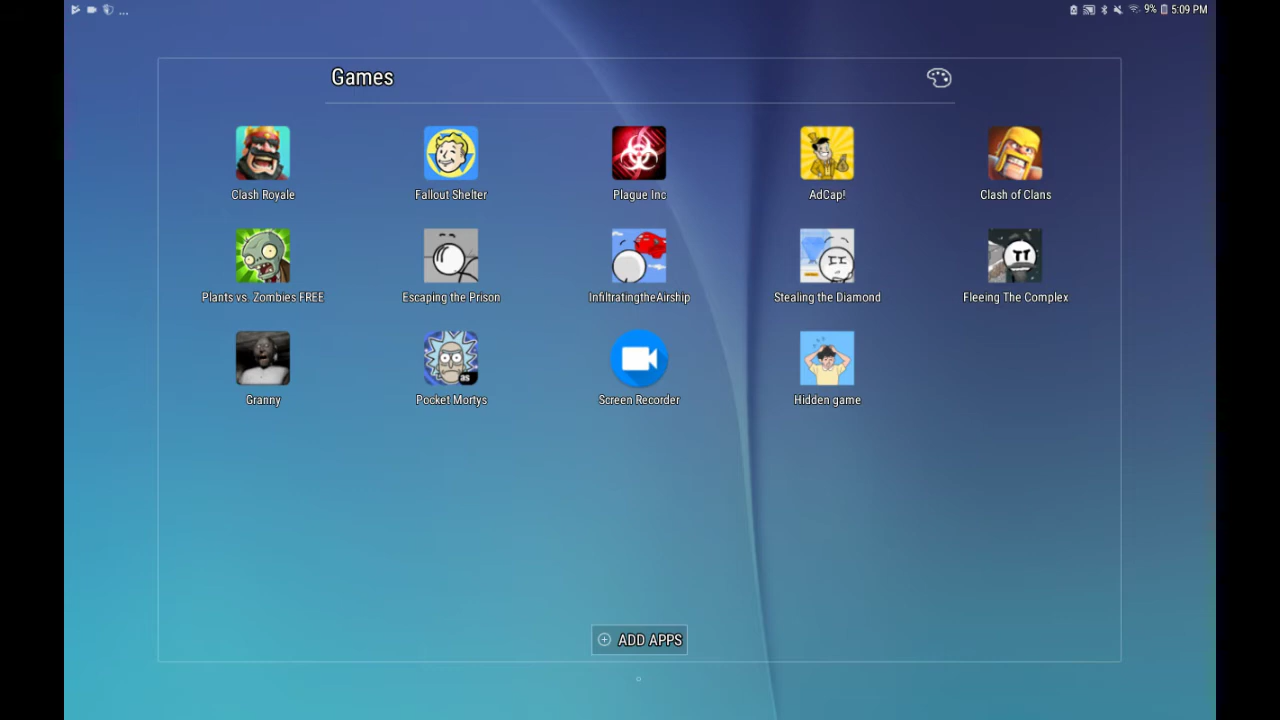 ... 9% 5:09 PM
Games
Clash Royale Fallout Shelter Plague Inc AdCap! Clash of Clans
Plants vs. Zombies FREE Escaping the Prison InfiltratingtheAirship Stealing the Diamond Fleeing The Complex
as
Granny Pocket Mortys Screen Recorder Hidden game
ADD APPS